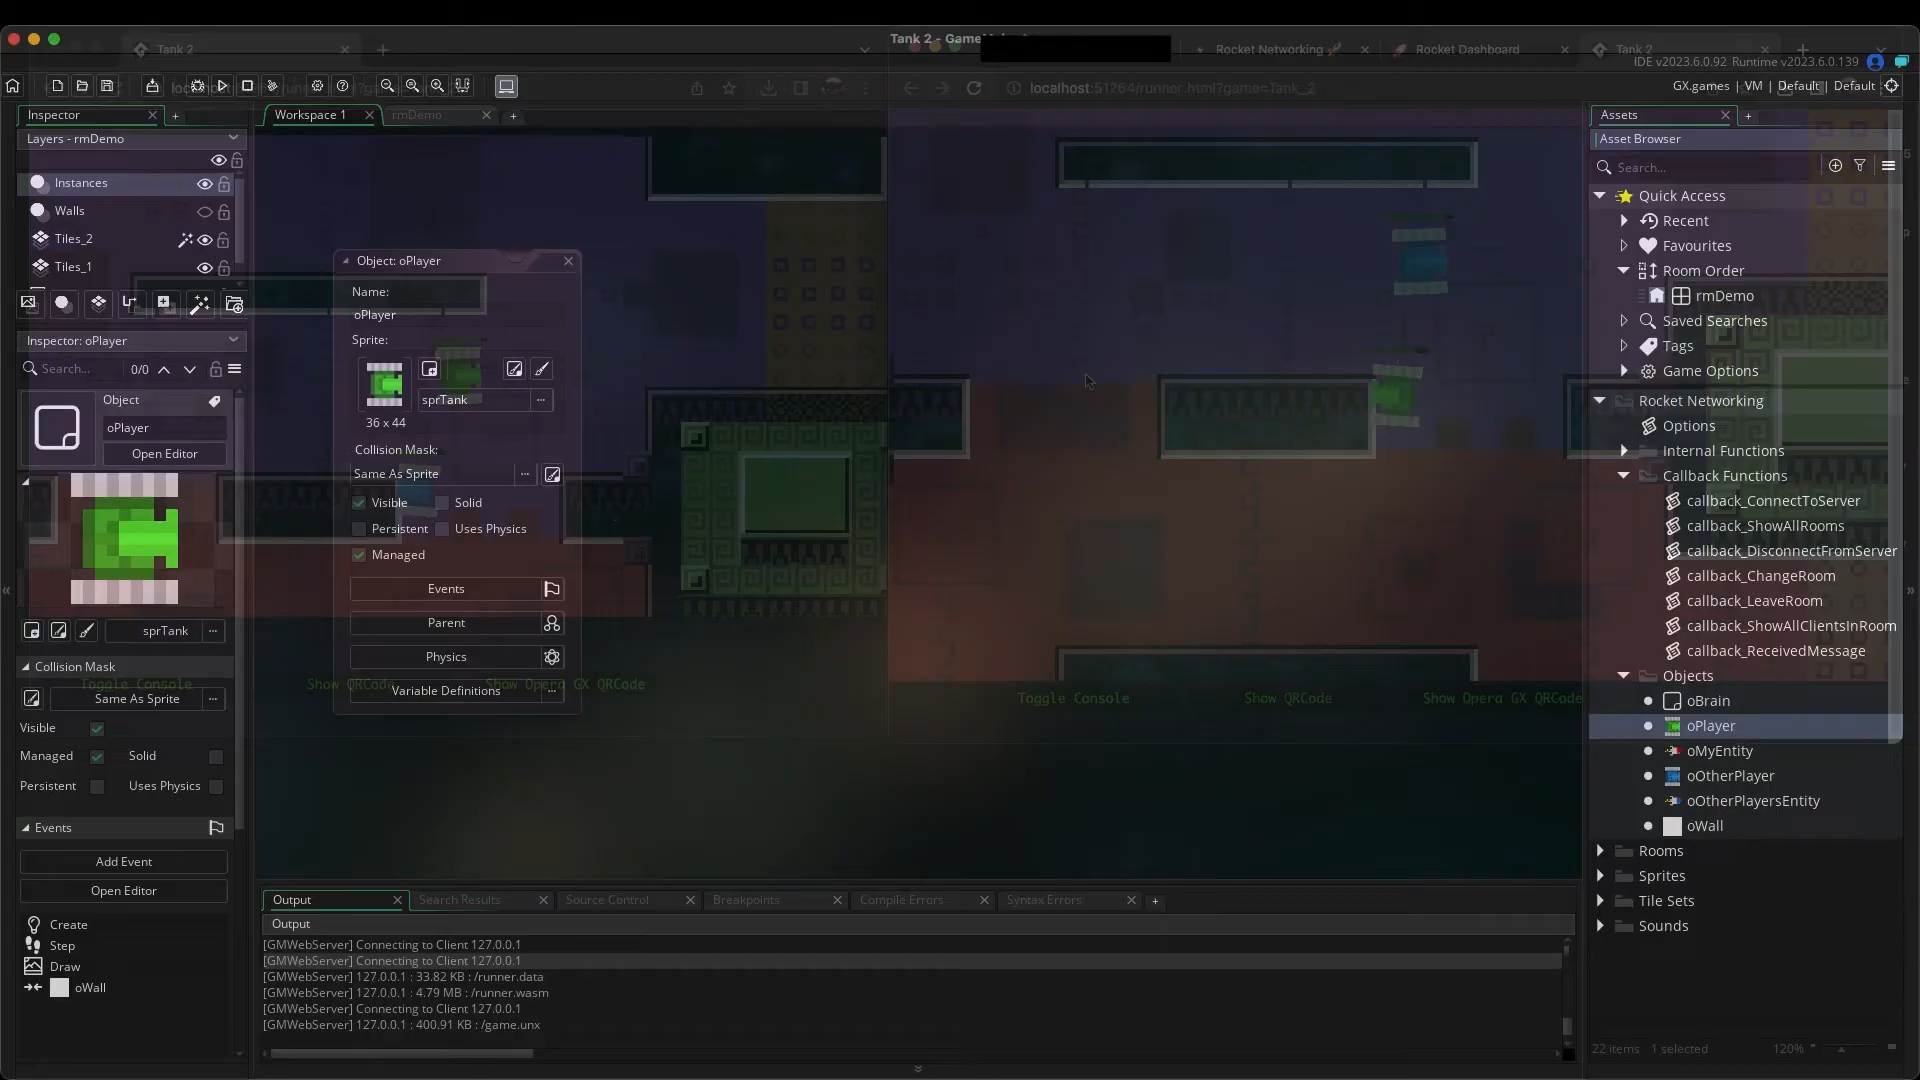 Tank 2
Tank 2 - Game
Rocket Networking
Rocket Dashboard
Tank 2
IDE v2023.6.0.92 Runtime v2023.6.0.139
localhost:51264/runner.html?game=Tank_2
GX.games | VM | Default | Default
Inspector
Workspace 1
rmDemo
Assets
Layers - rmDemo
Asset Browser
Search...
Instances
Walls
Tiles_2
Tiles_1
Inspector: oPlayer
Search... 0/0
Object
oPlayer
Open Editor
sprTank
Collision Mask
Same As Sprite
Visible
Managed
Solid
Persistent
Uses Physics
Events
Add Event
Open Editor
Create
Step
Draw
oWall
Object: oPlayer
Name:
oPlayer
Sprite:
sprTank
36 x 44
Collision Mask:
Same As Sprite
Visible
Solid
Persistent
Uses Physics
Managed
Events
Parent
Physics
Variable Definitions
Toggle Console
Show QRCode
Show Opera GX QRCode
Toggle Console
Show QRCode
Show Opera GX QRCode
Output
Search Results
Source Control
Breakpoints
Compile Errors
Syntax Errors
Output
[GMWebServer] Connecting to Client 127.0.0.1
[GMWebServer] Connecting to Client 127.0.0.1
[GMWebServer] 127.0.0.1 : 33.82 KB : /runner.data
[GMWebServer] 127.0.0.1 : 4.79 MB : /runner.wasm
[GMWebServer] Connecting to Client 127.0.0.1
[GMWebServer] 127.0.0.1 : 400.91 KB : /game.unx
Quick Access
Recent
Favourites
Room Order
rmDemo
Saved Searches
Tags
Game Options
Rocket Networking
Options
Internal Functions
Callback Functions
callback_ConnectToServer
callback_ShowAllRooms
callback_DisconnectFromServer
callback_ChangeRoom
callback_LeaveRoom
callback_ShowAllClientsInRoom
callback_ReceivedMessage
Objects
oBrain
oPlayer
oMyEntity
oOtherPlayer
oOtherPlayersEntity
oWall
Rooms
Sprites
Tile Sets
Sounds
22 items 1 selected
120%